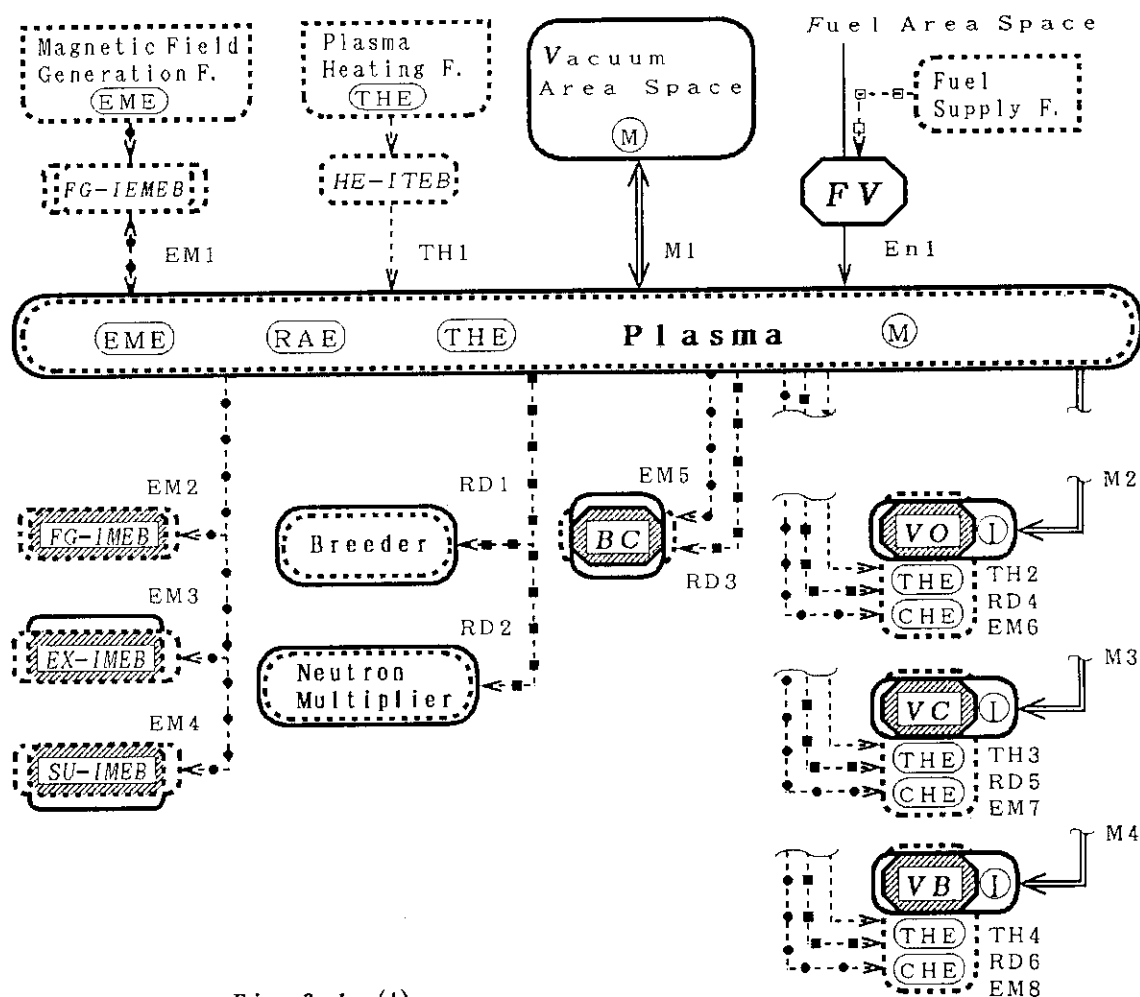 Magnetic Field
Generation F.
EME
Plasma
Heating F.
THE
Vacuum
Area Space
M
Fuel Area Space
Fuel
Supply F.
FG-IEMEB
HE-ITEB
FV
EM1
TH1
M1
En1
EME
RAE
THE
Plasma
M
EM2
FG-IMEB
EM3
EX-IMEB
EM4
SU-IMEB
RD1
Breeder
RD2
Neutron
Multiplier
EM5
BC
RD3
M2
VO
I
THE
CHE
TH2
RD4
EM6
M3
VC
I
THE
CHE
TH3
RD5
EM7
M4
VB
I
THE
CHE
TH4
RD6
EM8